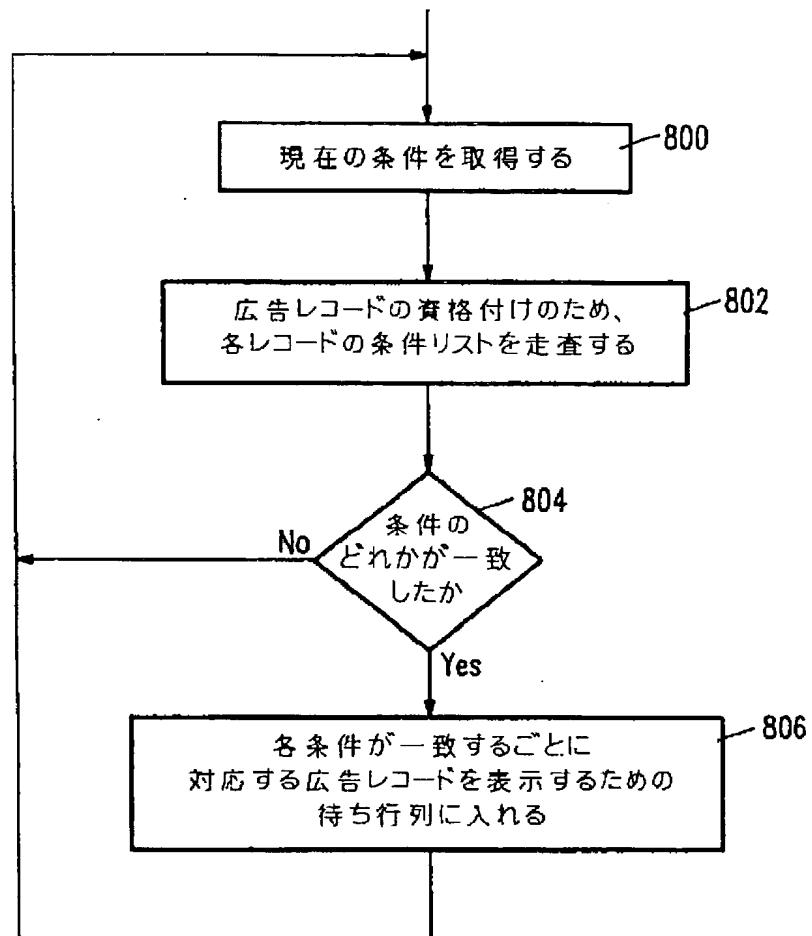 現在の条件を取得する
800
広告レコードの資格付けのため、
各レコードの条件リストを走査する
802
804
条件の
どれかが一致
したか
No
Yes
各条件が一致するごとに
対応する広告レコードを表示するための
待ち行列に入れる
806